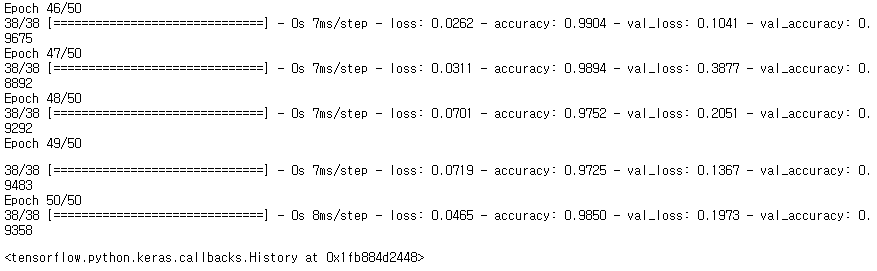 Epoch 46/50
38/38 [==============================] - 0s 7ms/step - loss: 0.0262 - accuracy: 0.9904 - val_loss: 0.1041 - val_accuracy: 0.
9675
Epoch 47/50
38/38 [==============================] - 0s 7ms/step - loss: 0.0311 - accuracy: 0.9894 - val_loss: 0.3877 - val_accuracy: 0.
8892
Epoch 48/50
38/38 [==============================] - 0s 7ms/step - loss: 0.0701 - accuracy: 0.9752 - val_loss: 0.2051 - val_accuracy: 0.
9292
Epoch 49/50
38/38 [==============================] - 0s 7ms/step - loss: 0.0719 - accuracy: 0.9725 - val_loss: 0.1367 - val_accuracy: 0.
9483
Epoch 50/50
38/38 [==============================] - 0s 8ms/step - loss: 0.0465 - accuracy: 0.9850 - val_loss: 0.1973 - val_accuracy: 0.
9358
<tensorflow.python.keras.callbacks.History at 0x1fb884d2448>